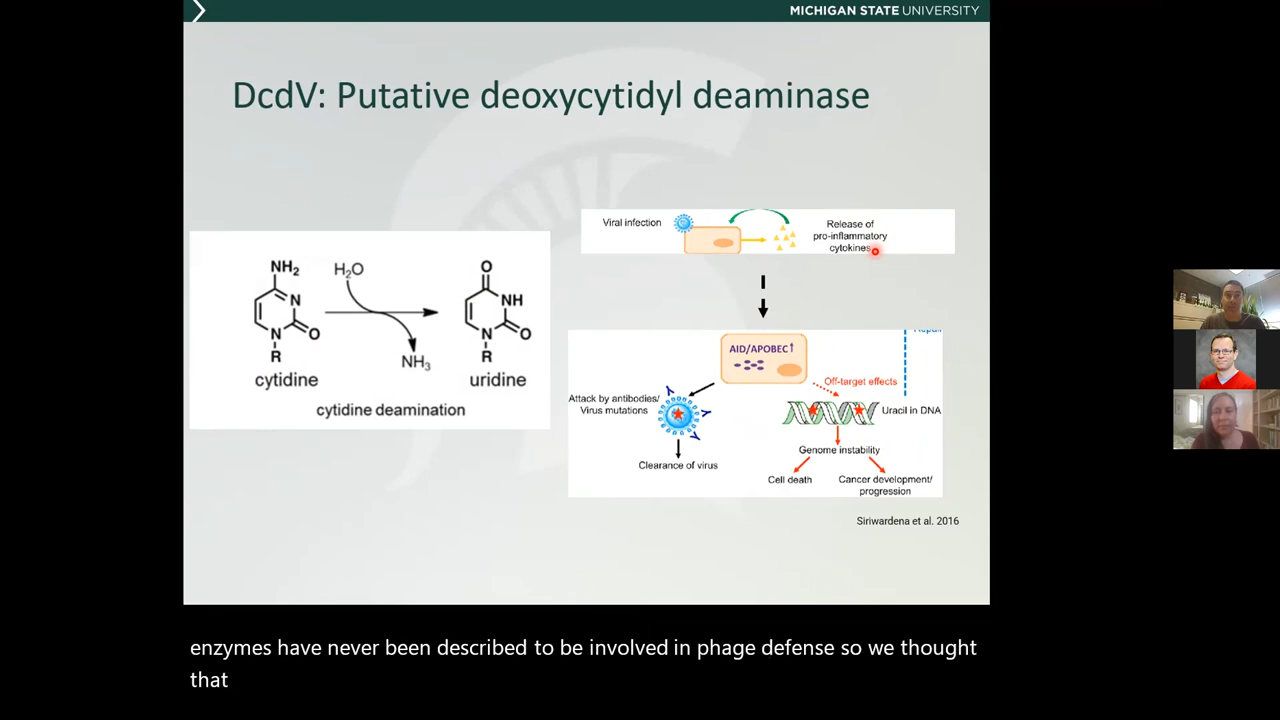 MICHIGAN STATE UNIVERSITY
DcdV: Putative deoxycytidyl deaminase
NH₂
H₂O
O
N
NH
N
O
N
O
R
NH₃
R
cytidine
uridine
cytidine deamination
Viral infection
Release of
pro-inflammatory
cytokines
Repair
AID/APOBEC↑
Attack by antibodies/
Virus mutations
Off-target effects
Uracil in DNA
Clearance of virus
Genome instability
Cell death
Cancer development/
progression
Siriwardena et al. 2016
enzymes have never been described to be involved in phage defense so we thought
that